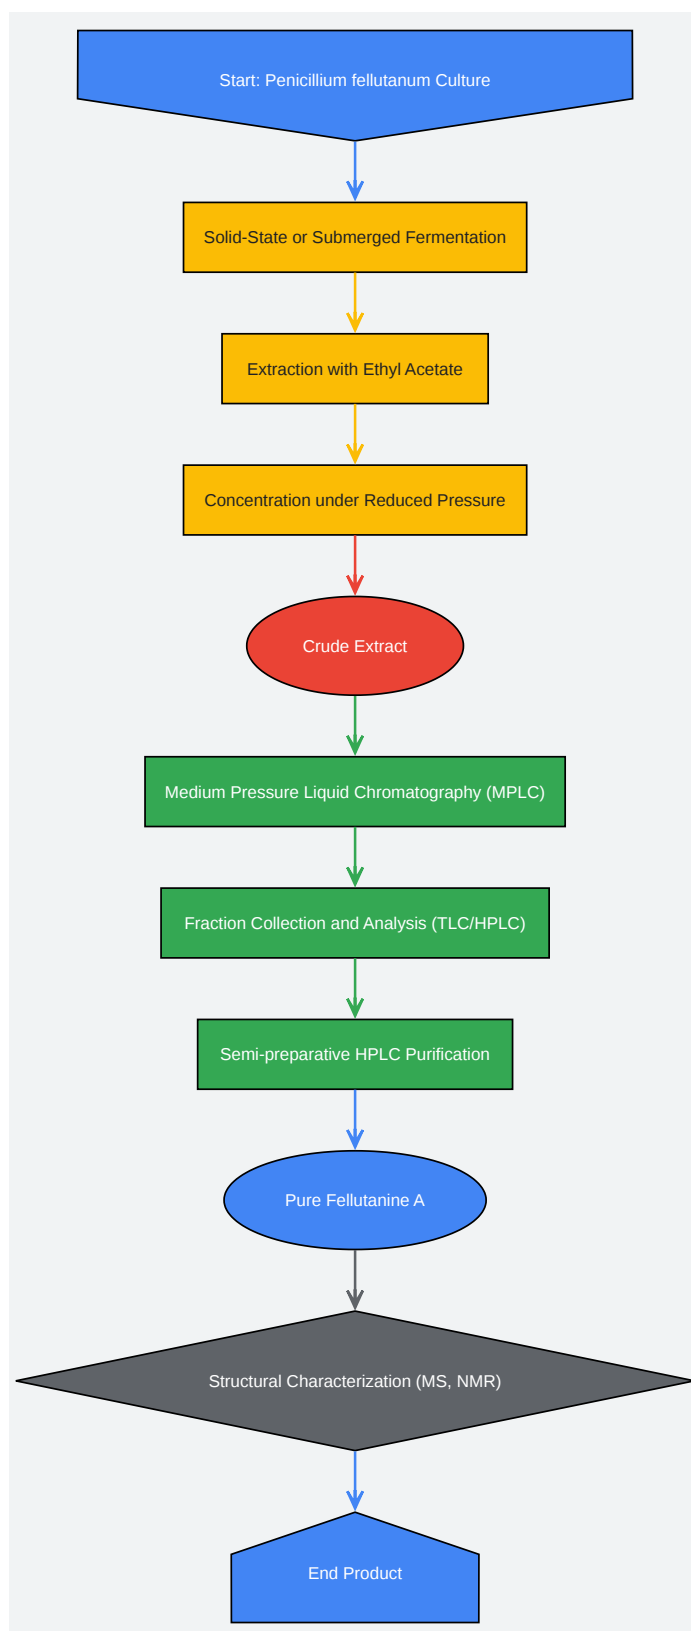 Start: Penicillium fellutanum Culture
Solid-State or Submerged Fermentation
Extraction with Ethyl Acetate
Concentration under Reduced Pressure
Crude Extract
Medium Pressure Liquid Chromatography (MPLC)
Fraction Collection and Analysis (TLC/HPLC)
Semi-preparative HPLC Purification
Pure Fellutanine A
Structural Characterization (MS, NMR)
End Product